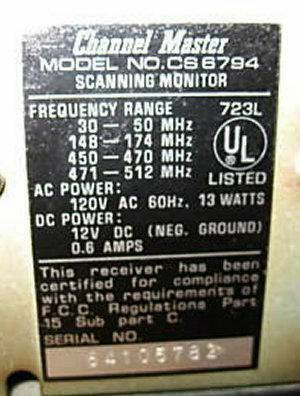 Channel Master
MODEL NO. CS6794
SCANNING MONITOR
FREQUENCY RANGE 723L
30 — 50 MHz
148 — 174 MHz
450 — 470 MHz
471 — 512 MHz
UL
LISTED
AC POWER:
120V AC 60Hz, 13 WATTS
DC POWER:
12V DC (NEG. GROUND)
0.6 AMPS
This receiver has been
certified for compliance
with the requirements of
F.C.C. Regulations Part
15 Sub part C.
SERIAL NO.
64105782